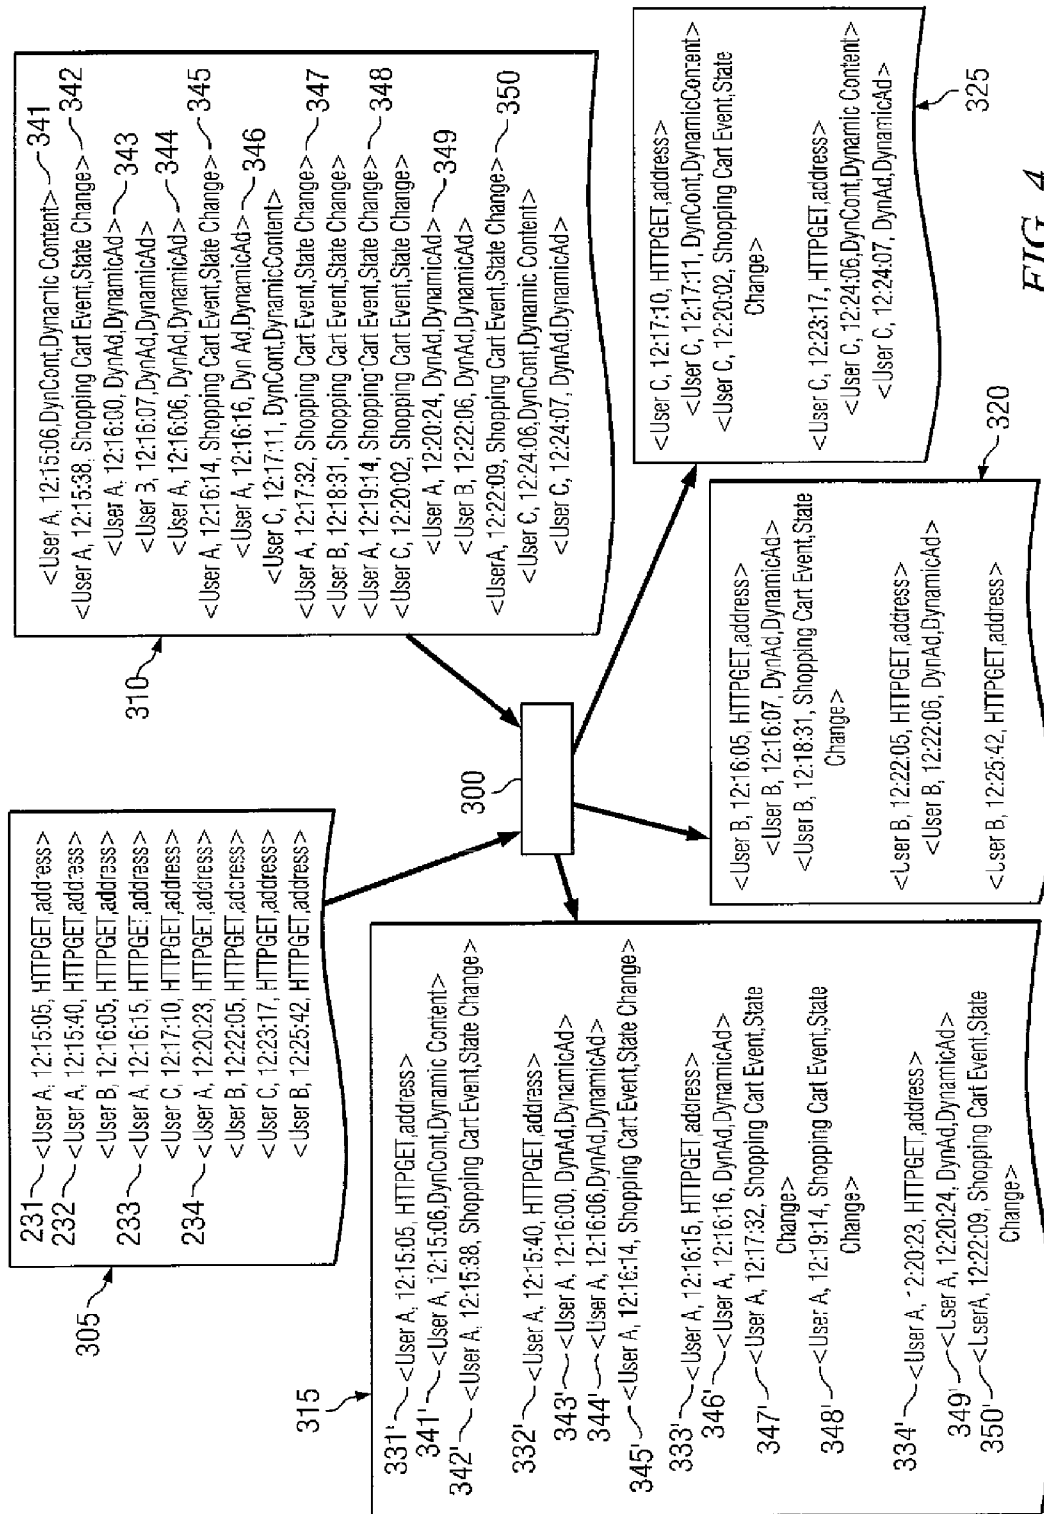 305
231 <User A, 12:15:05, HTTPGET,address>
232 <User A, 12:15:40, HTTPGET,address>
<User B, 12:16:05, HTTPGET,address>
233 <User A, 12:16:15, HTTPGET,address>
<User C, 12:17:10, HTTPGET,address>
234 <User A, 12:20:23, HTTPGET,address>
<User B, 12:22:05, HTTPGET,address>
<User C, 12:23:17, HTTPGET,address>
<User B, 12:25:42, HTTPGET,address>
310
<User A, 12:15:06,DynCont,Dynamic Content> 341
<User A, 12:15:38, Shopping Cart Event,State Change> 342
<User A, 12:16:00, DynAd,DynamicAd> 343
<User B, 12:16:07,DynAd,DynamicAd>
<User A, 12:16:06, DynAd,DynamicAd> 344
<User A, 12:16:14, Shopping Cart Event,State Change> 345
<User A, 12:16:16, Dyn Ad,DynamicAd> 346
<User C, 12:17:11, DynCont,DynamicContent>
<User A, 12:17:32, Shopping Cart Event,State Change> 347
<User B, 12:18:31, Shopping Cart Event,State Change>
<User A, 12:19:14, Shopping Cart Event,State Change> 348
<User C, 12:20:02, Shopping Cart Event,State Change>
<User A, 12:20:24, DynAd,DynamicAd> 349
<User B, 12:22:06, DynAd,DynamicAd>
<UserA, 12:22:09, Shopping Cart Event,State Change> 350
<User C, 12:24:06,DynCont,Dynamic Content>
<User C, 12:24:07, DynAd,DynamicAd>
300
315
331' <User A, 12:15:05, HTTPGET,address>
341' <User A, 12:15:06,DynCont,Dynamic Content>
342' <User A, 12:15:38, Shopping Cart Event,State Change>
332' <User A, 12:15:40, HTTPGET,address>
343' <User A, 12:16:00, DynAd,DynamicAd>
344' <User A, 12:16:06,DynAd,DynamicAd>
345' <User A, 12:16:14, Shopping Cart Event,State Change>
333' <User A, 12:16:15, HTTPGET,address>
346' <User A, 12:16:16, DynAd,DynamicAd>
347' <User A, 12:17:32, Shopping Cart Event,State
Change>
348' <User A, 12:19:14, Shopping Cart Event,State
Change>
334' <User A, 12:20:23, HTTPGET,address>
349' <User A, 12:20:24, DynAd,DynamicAd>
350' <UserA, 12:22:09, Shopping Cart Event,State
Change>
<User B, 12:16:05, HTTPGET,address>
<User B, 12:16:07, DynAd,DynamicAd>
<User B, 12:18:31, Shopping Cart Event,State
Change>
<User B, 12:22:05, HTTPGET,address>
<User B, 12:22:06, DynAd,DynamicAd>
<User B, 12:25:42, HTTPGET,address>
320
<User C, 12:17:10, HTTPGET,address>
<User C, 12:17:11, DynCont,DynamicContent>
<User C, 12:20:02, Shopping Cart Event,State
Change>
<User C, 12:23:17, HTTPGET,address>
<User C, 12:24:06,DynCont,Dynamic Content>
<User C, 12:24:07, DynAd,DynamicAd>
325
FIG. 4